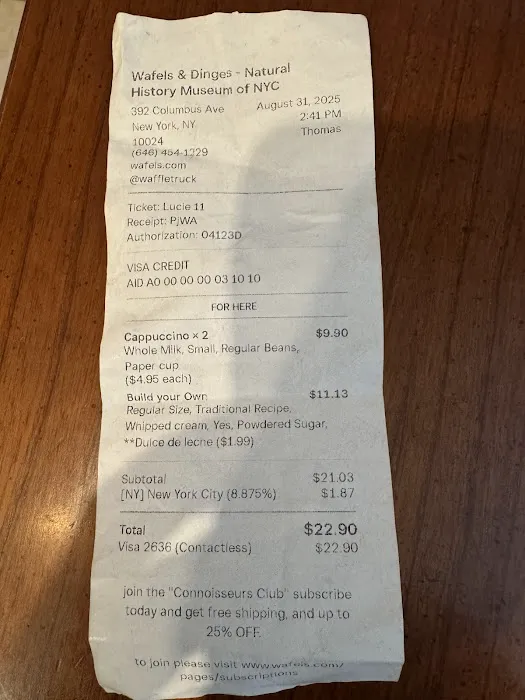 Wafels & Dinges - Natural
History Museum of NYC
392 Columbus Ave
New York, NY
10024
(646) 454-1329
wafels.com
@waffletruck
August 31, 2025
2:41 PM
Thomas
Ticket: Lucie 11
Receipt: PjWA
Authorization: 04123D
VISA CREDIT
AID A0 00 00 00 03 10 10
FOR HERE
Cappuccino × 2 $9.90
Whole Milk, Small, Regular Beans,
Paper cup
($4.95 each)
Build your Own $11.13
Regular Size, Traditional Recipe,
Whipped cream, Yes, Powdered Sugar,
**Dulce de leche ($1.99)
Subtotal $21.03
[NY] New York City (8.875%) $1.87
Total $22.90
Visa 2636 (Contactless) $22.90
join the "Connoisseurs Club" subscribe
today and get free shipping, and up to
25% OFF.
to join please visit www.wafels.com/
pages/subscriptions